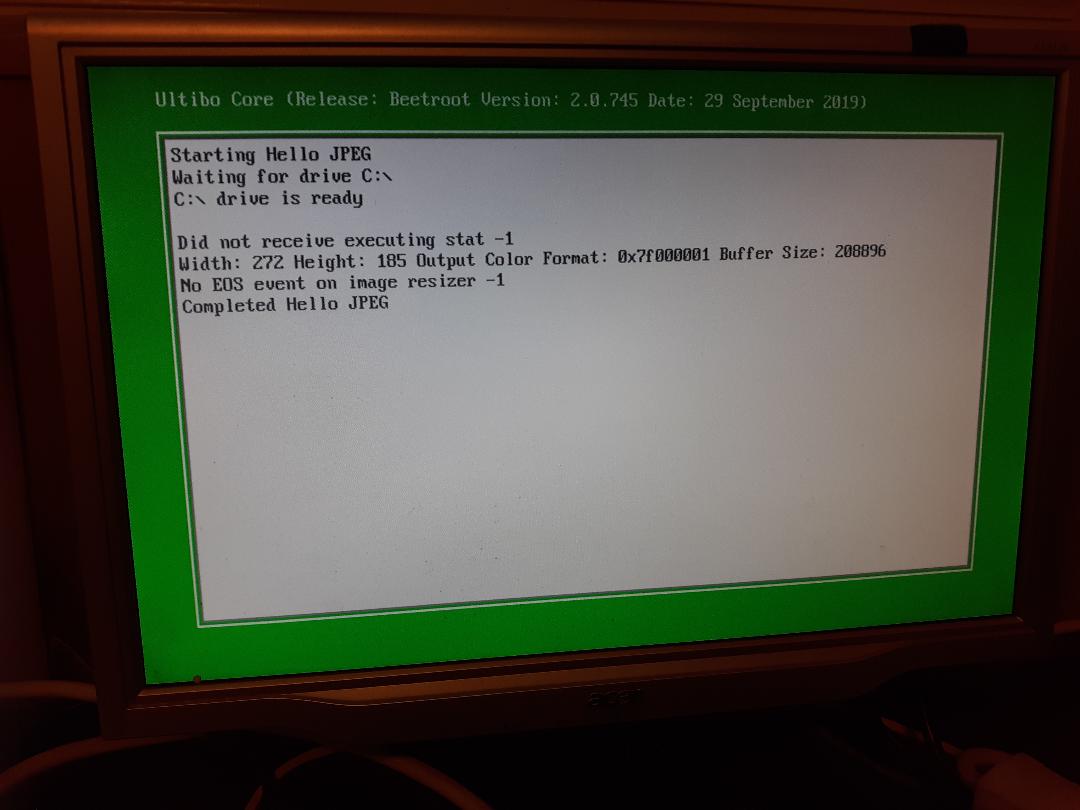 Ultibo Core (Release: Beetroot Version: 2.0.745 Date: 29 September 2019)
Starting Hello JPEG
Waiting for drive C:\
C:\ drive is ready
Did not receive executing stat -1
Width: 272 Height: 185 Output Color Format: 0x7f000001 Buffer Size: 208896
No EOS event on image resizer -1
Completed Hello JPEG
acer